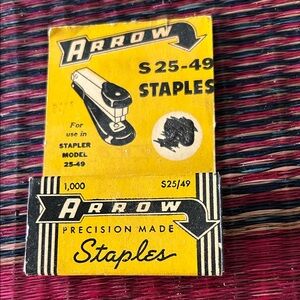 ARROW
S 25-49
STAPLES
For
use in
STAPLER
MODEL
25-49
1,000 S25/49
ARROW
PRECISION MADE
Staples